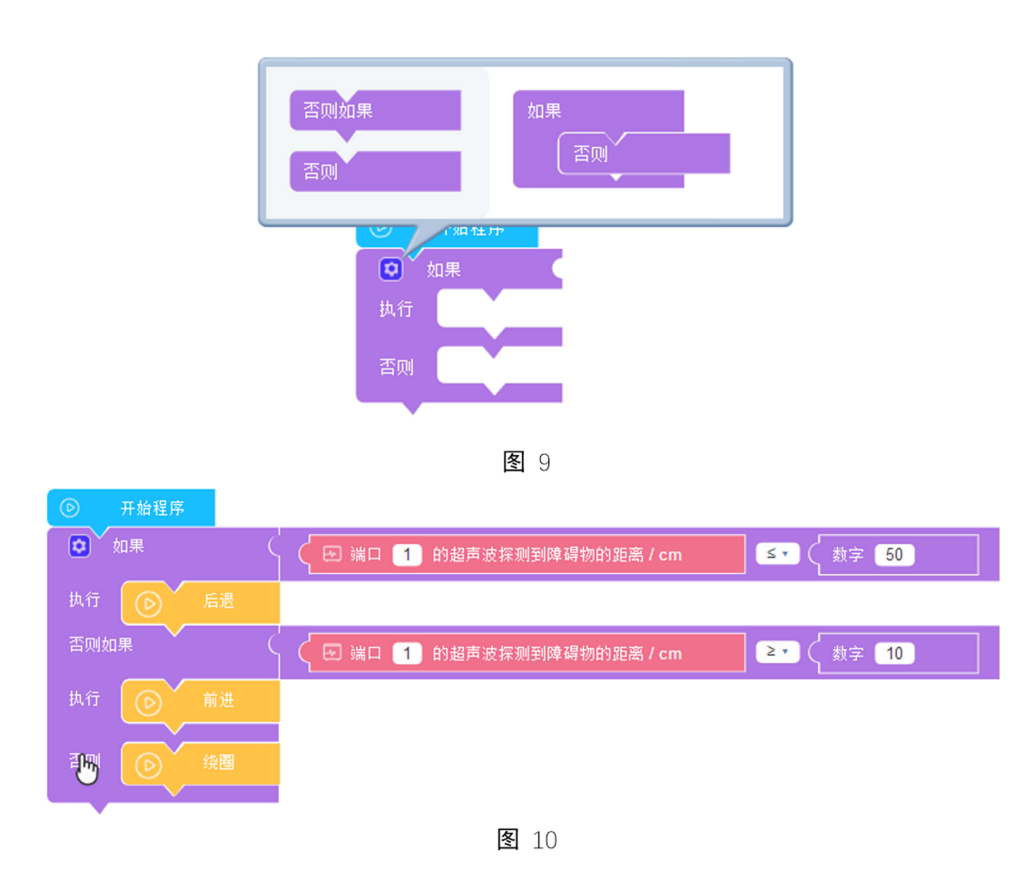 否则如果
如果
否则
否则
开始程序
如果
执行
否则
图 9
开始程序
如果 端口 1 的超声波探测到障碍物的距离 / cm ≤ 数字 50
执行 后退
否则如果 端口 1 的超声波探测到障碍物的距离 / cm ≥ 数字 10
执行 前进
否则 绕圈
图 10